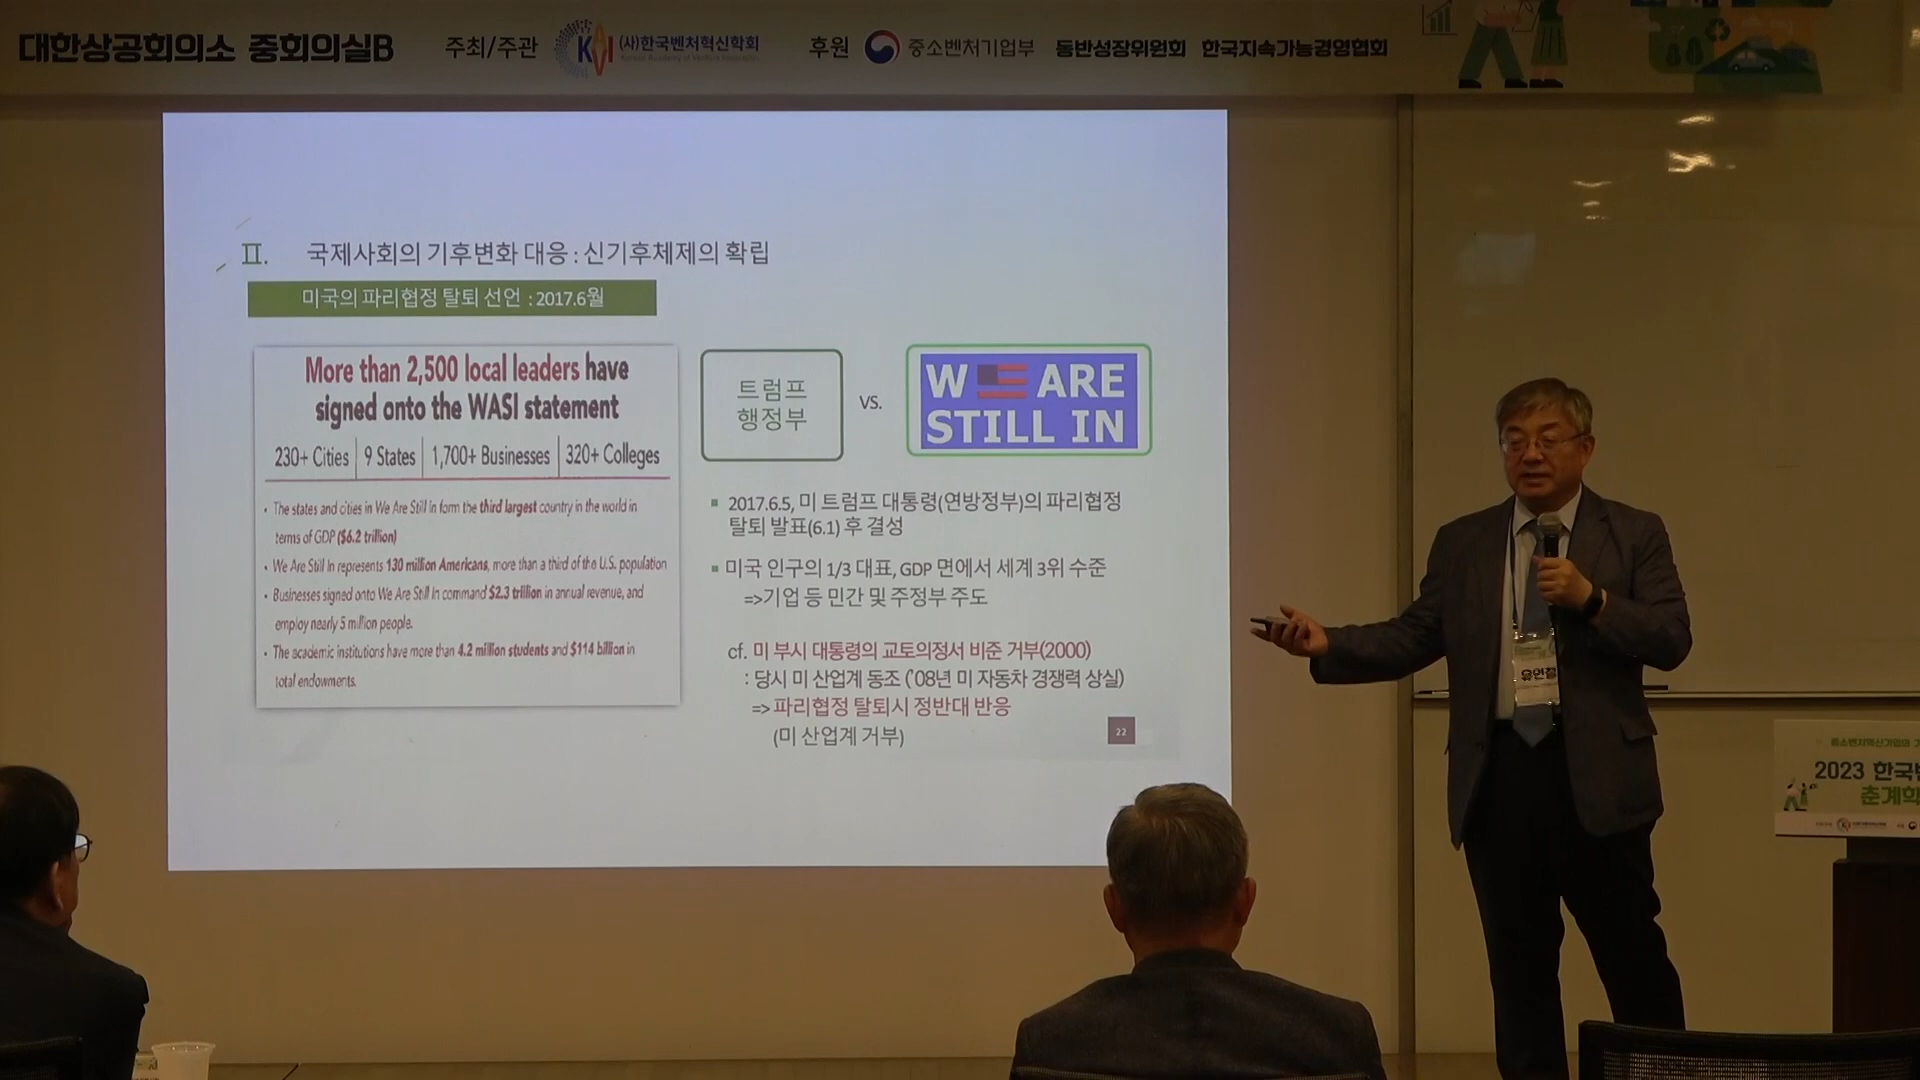 대한상공회의소 중회의실B 주최/주관 KAVI (사)한국벤처혁신학회 후원 중소벤처기업부 동반성장위원회 한국지속가능경영협회
Ⅱ. 국제사회의 기후변화 대응 : 신기후체제의 확립
미국의 파리협정 탈퇴 선언 : 2017.6월
More than 2,500 local leaders have
signed onto the WASI statement
230+ Cities 9 States 1,700+ Businesses 320+ Colleges
• The states and cities in We Are Still In form the third largest country in the world in
terms of GDP ($6.2 trillion)
• We Are Still In represents 130 million Americans, more than a third of the U.S. population
• Businesses signed onto We Are Still In command $2.3 trillion in annual revenue, and
employ nearly 5 million people.
• The academic institutions have more than 4.2 million students and $114 billion in
total endowments.
트럼프
행정부
VS.
W ARE
STILL IN
▪ 2017.6.5, 미 트럼프 대통령(연방정부)의 파리협정
탈퇴 발표(6.1) 후 결성
▪ 미국 인구의 1/3 대표, GDP 면에서 세계 3위 수준
=>기업 등 민간 및 주정부 주도
cf. 미 부시 대통령의 교토의정서 비준 거부(2000)
: 당시 미 산업계 동조 ('08년 미 자동차 경쟁력 상실)
=> 파리협정 탈퇴시 정반대 반응
(미 산업계 거부)
22
유연철
중소벤처혁신기업의
2023 한국
춘계학